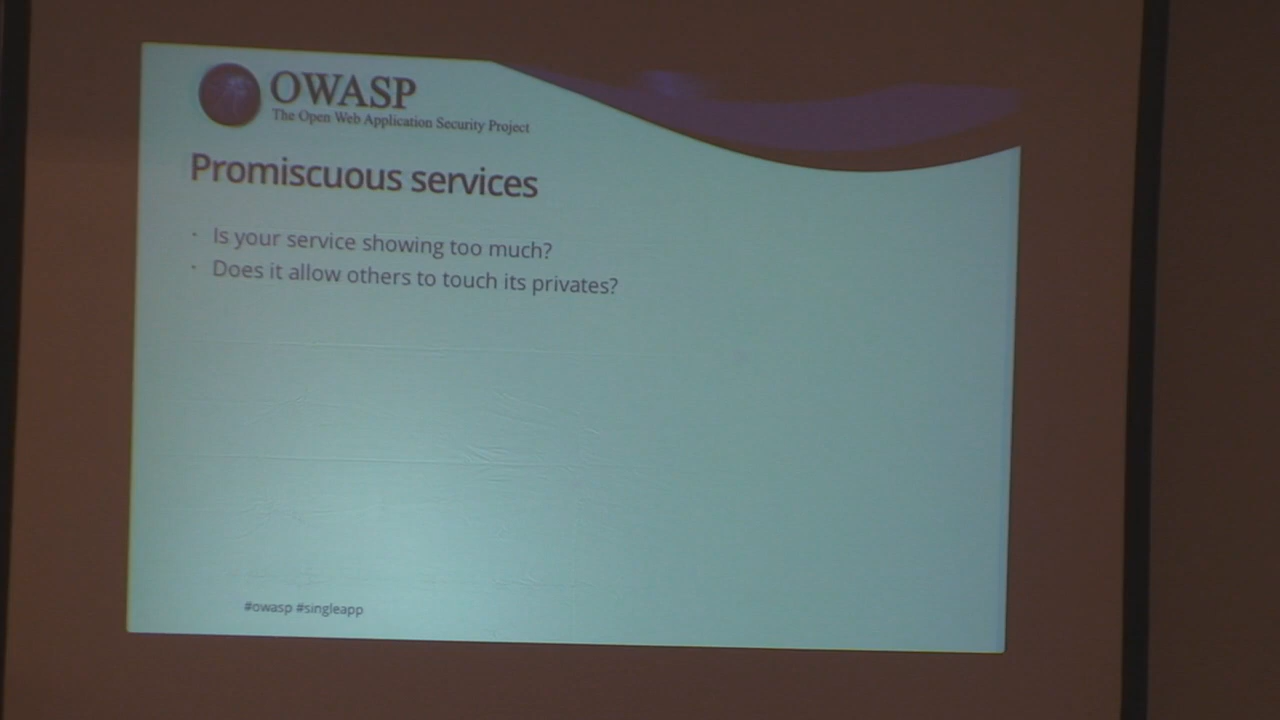 OWASP
The Open Web Application Security Project
Promiscuous services
· Is your service showing too much?
· Does it allow others to touch its privates?
#owasp #singleapp